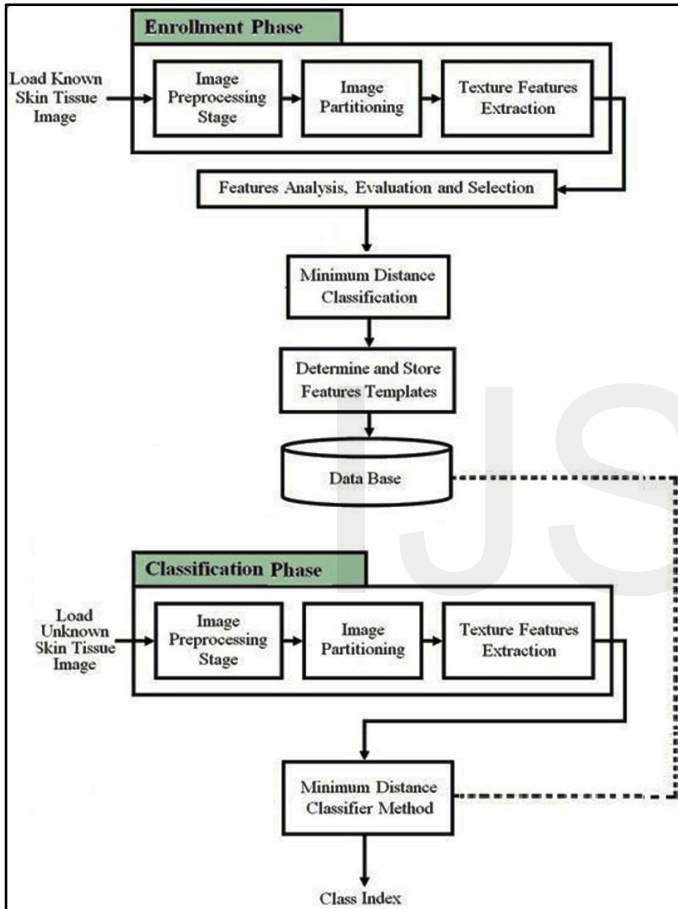 Enrollment Phase
Load Known
Skin Tissue
Image
Image
Preprocessing
Stage
Image
Partitioning
Texture Features
Extraction
Features Analysis, Evaluation and Selection
Minimum Distance
Classification
Determine and Store
Features Templates
Data Base
IJS
Classification Phase
Load
Unknown
Skin Tissue
Image
Image
Preprocessing
Stage
Image
Partitioning
Texture Features
Extraction
Minimum Distance
Classifier Method
Class Index